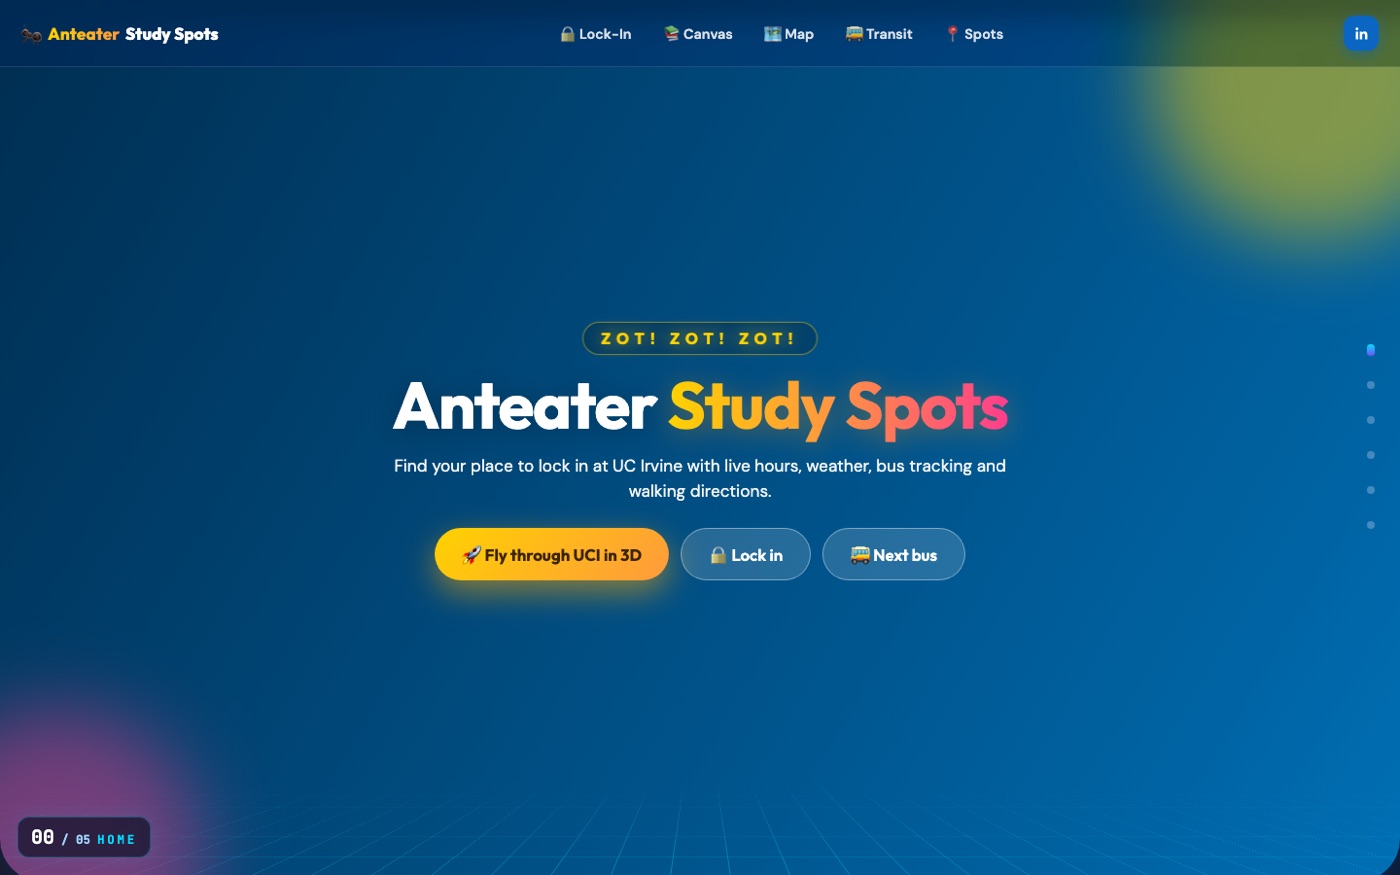 Anteater Study Spots
Lock-In
Canvas
Map
Transit
Spots
in
ZOT! ZOT! ZOT!
Anteater Study Spots
Find your place to lock in at UC Irvine with live hours, weather, bus tracking and
walking directions.
Fly through UCI in 3D
Lock in
Next bus
00 / 05 HOME